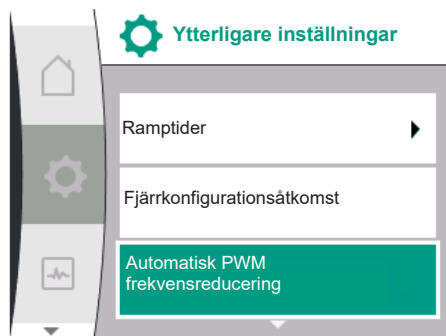 Ytterligare inställningar
Ramptider
Fjärrkonfigurationsåtkomst
Automatisk PWM
frekvensreducering